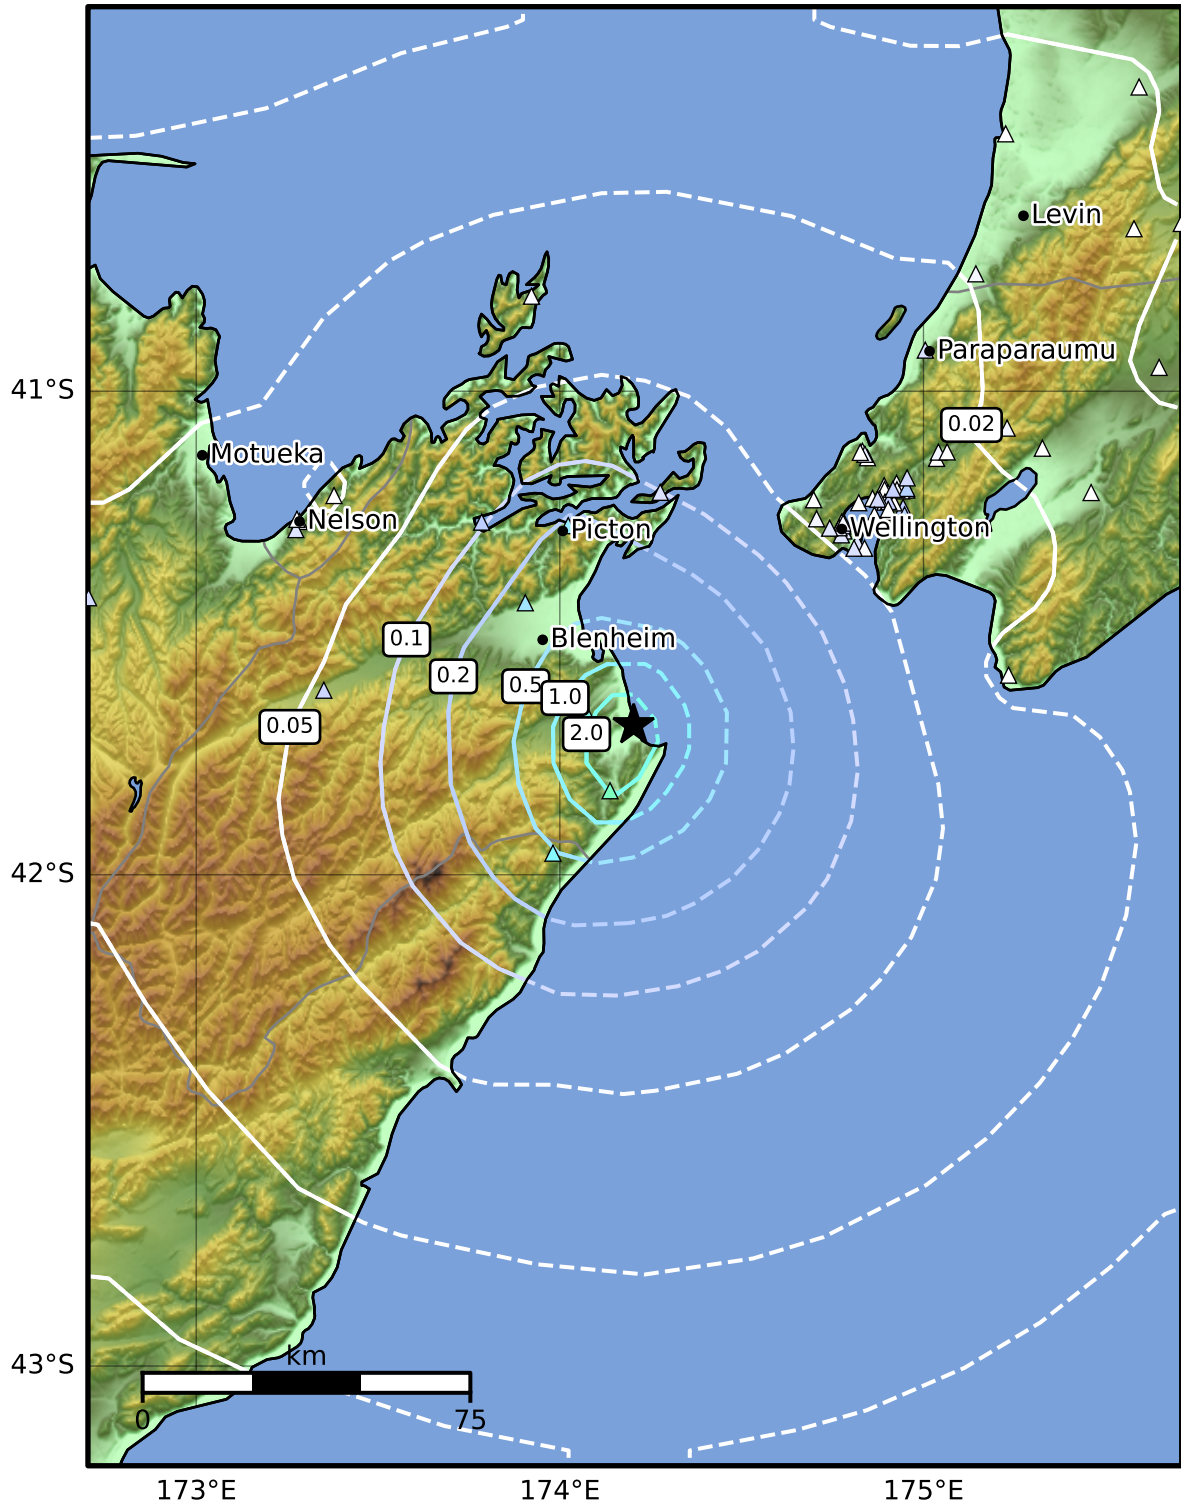 Levin
Paraparaumu
41°S
0.02
Motueka
Nelson
Picton
Wellington
Blenheim
0.1
0.2
0.5
1.0
0.05
2.0
42°S
km
43°S
0
75
173°E
174°E
175°E